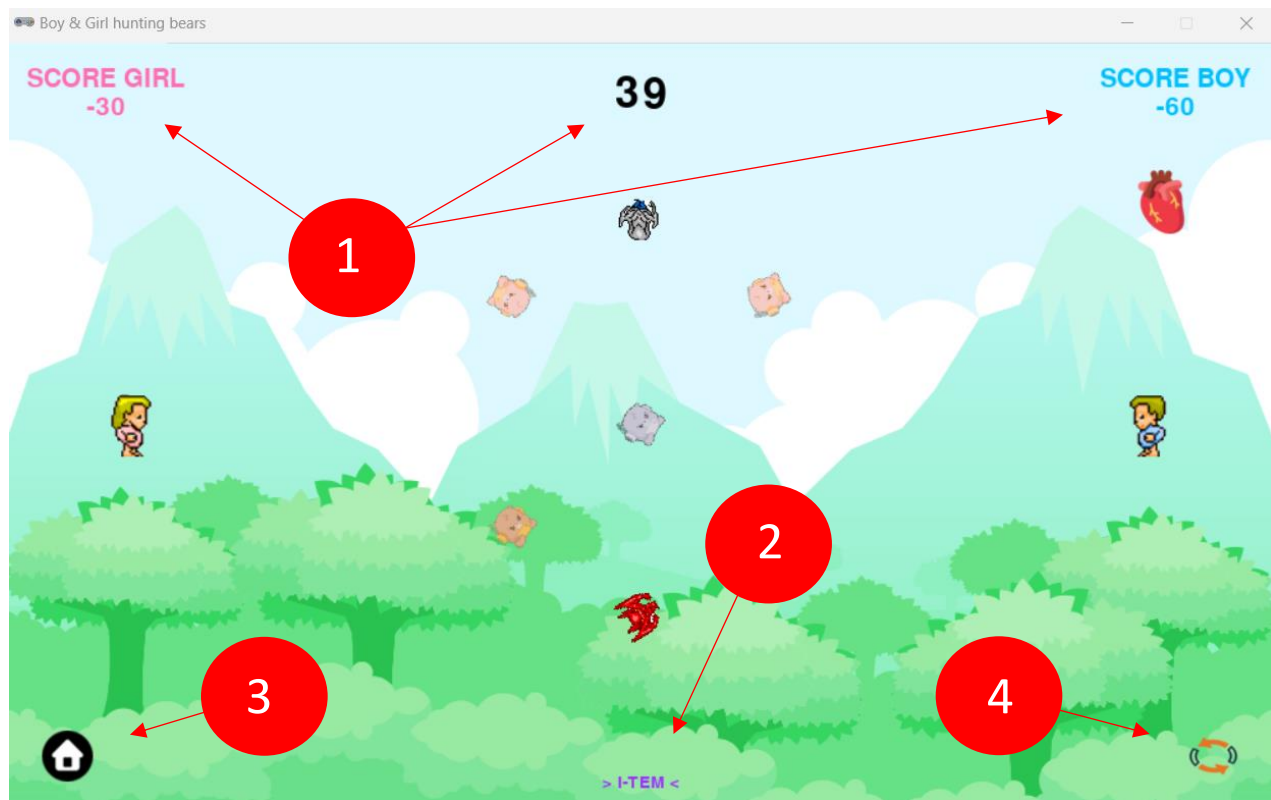 Boy & Girl hunting bears
SCORE GIRL
-30
39
SCORE BOY
-60
1
2
3
4
> I-TEM <